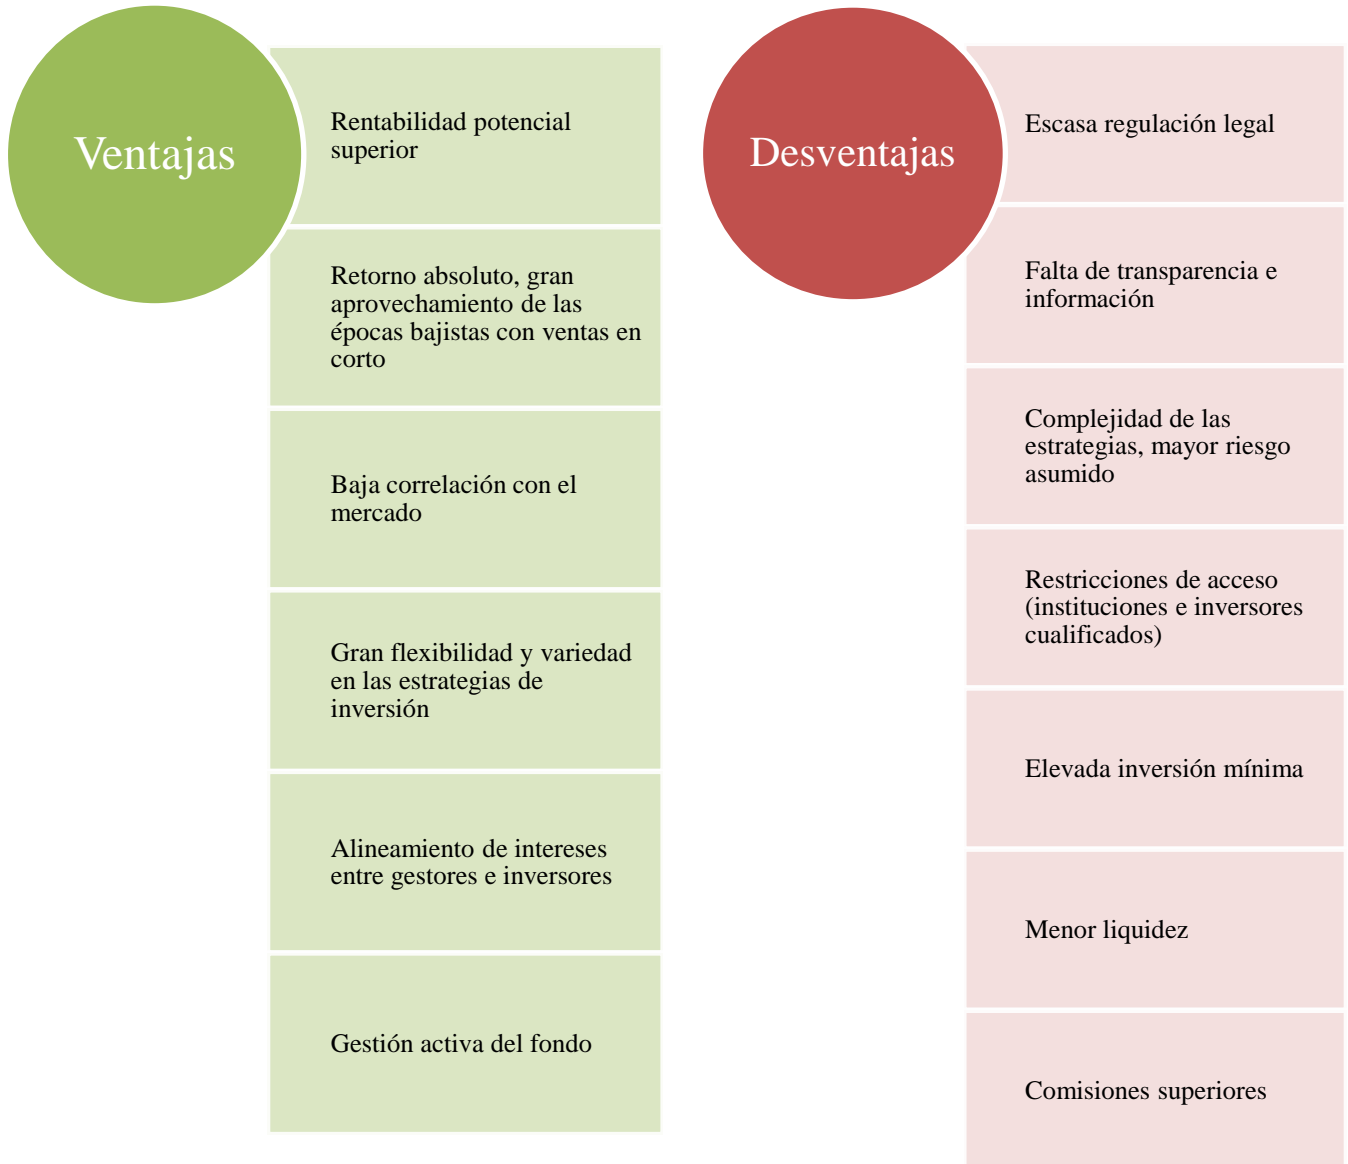 Ventajas
Rentabilidad potencial
superior
Retorno absoluto, gran
aprovechamiento de las
épocas bajistas con ventas en
corto
Baja correlación con el
mercado
Gran flexibilidad y variedad
en las estrategias de
inversión
Alineamiento de intereses
entre gestores e inversores
Gestión activa del fondo
Desventajas
Escasa regulación legal
Falta de transparencia e
información
Complejidad de las
estrategias, mayor riesgo
asumido
Restricciones de acceso
(instituciones e inversores
cualificados)
Elevada inversión mínima
Menor liquidez
Comisiones superiores